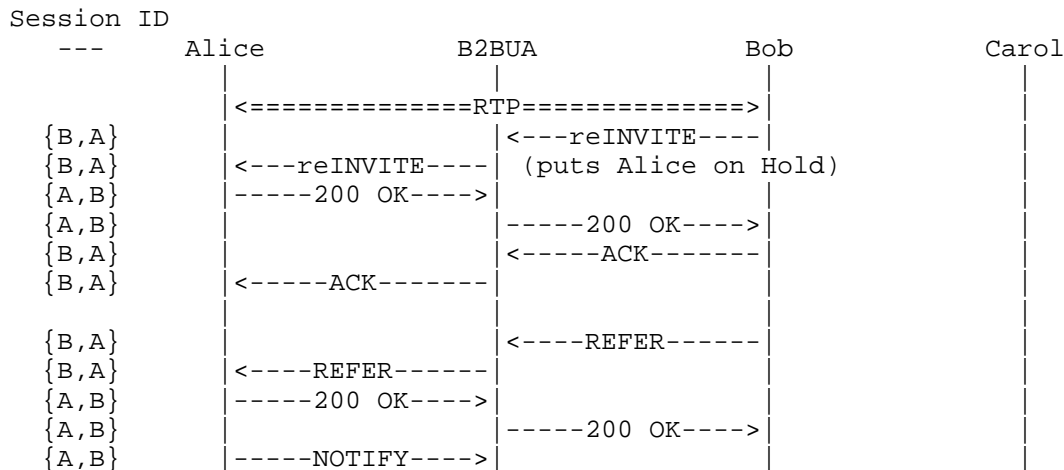 Session ID
   ---     Alice            B2BUA             Bob            Carol
            |                 |                |               |
            |<==============RTP==============>|               |
  {B,A}     |                 |<---reINVITE----|               |
  {B,A}     |<---reINVITE----| (puts Alice on Hold)           |
  {A,B}     |-----200 OK---->|                |               |
  {A,B}     |                 |-----200 OK---->|               |
  {B,A}     |                 |<-----ACK-------|               |
  {B,A}     |<-----ACK-------|                |               |
            |                 |                |               |
  {B,A}     |                 |<----REFER------|               |
  {B,A}     |<----REFER------|                |               |
  {A,B}     |-----200 OK---->|                |               |
  {A,B}     |                 |-----200 OK---->|               |
  {A,B}     |-----NOTIFY---->|                |               |